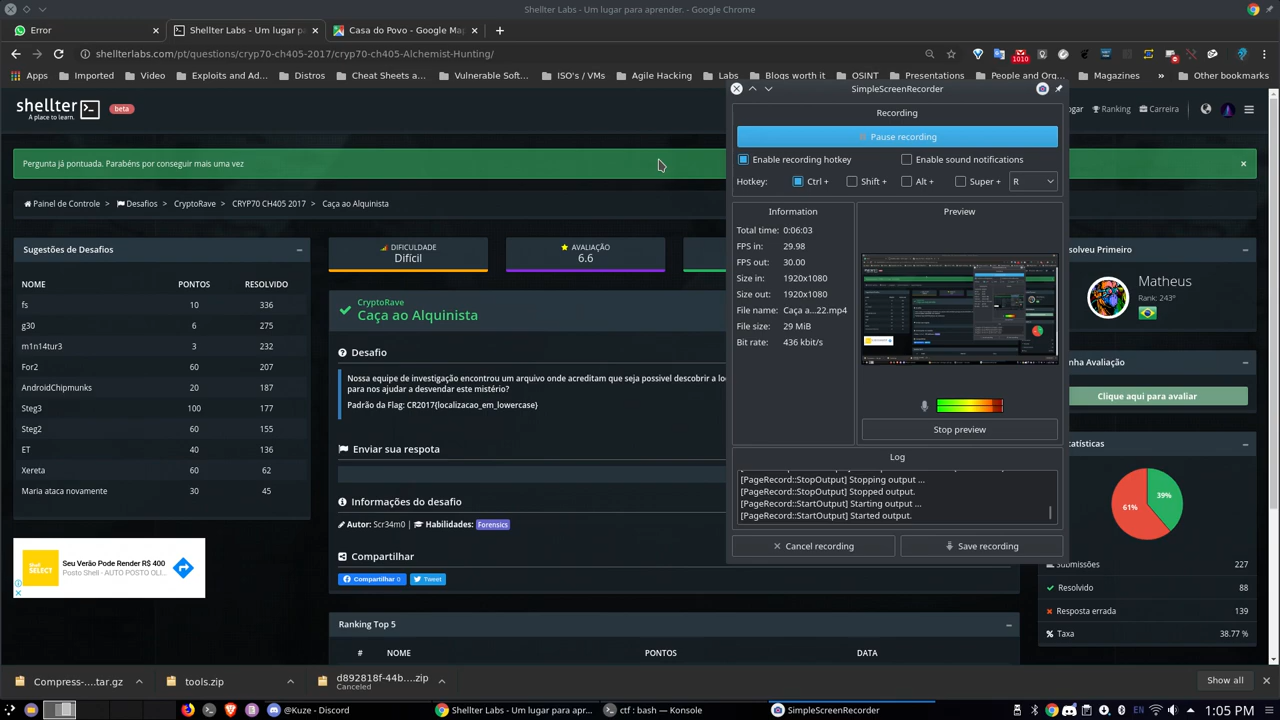 Shellter Labs - Um lugar para aprender. - Google Chrome
Error
Shellter Labs - Um lugar par
Casa do Povo - Google Ma
shellterlabs.com/pt/questions/cryp70-ch405-2017/cryp70-ch405-Alchemist-Hunting/
1010
Apps
Imported
Video
Exploits and Ad...
Distros
Cheat Sheets a...
Vulnerable Soft...
ISO's / VMs
Agile Hacking
Labs
Blogs worth it
OSINT
Presentations
People and Org...
Magazines
»
Other bookmarks
shellter
A place to learn.
beta
ogar
Ranking
Carreira
Pergunta já pontuada. Parabéns por conseguir mais uma vez
×
Painel de Controle > Desafios > CryptoRave > CRYP70 CH405 2017 > Caça ao Alquinista
Sugestões de Desafios
NOME PONTOS RESOLVIDO
fs 10 336
g30 6 275
m1n14tur3 3 232
For2 60 207
AndroidChipmunks 20 187
Steg3 100 177
Steg2 60 155
ET 40 136
Xereta 60 62
Maria ataca novamente 30 45
Seu Verão Pode Render R$ 400
Posto Shell - AUTO POSTO OLI...
DIFICULDADE
Difícil
AVALIAÇÃO
6.6
CryptoRave
Caça ao Alquinista
Desafio
Nossa equipe de investigação encontrou um arquivo onde acreditam que seja possivel descobrir a lo
para nos ajudar a desvendar este mistério?
Padrão da Flag: CR2017{localizacao_em_lowercase}
Enviar sua respota
Informações do desafio
Autor: Scr34m0 | Habilidades: Forensics
Compartilhar
Compartilhar 0
Tweet
Ranking Top 5
# NOME PONTOS DATA
SimpleScreenRecorder
Recording
Pause recording
Enable recording hotkey
Enable sound notifications
Hotkey: Ctrl + Shift + Alt + Super + R
Information
Total time: 0:06:03
FPS in: 29.98
FPS out: 30.00
Size in: 1920x1080
Size out: 1920x1080
File name: Caça a...22.mp4
File size: 29 MiB
Bit rate: 436 kbit/s
Preview
Stop preview
Log
[PageRecord::StopOutput] Stopping output ...
[PageRecord::StopOutput] Stopped output.
[PageRecord::StartOutput] Starting output ...
[PageRecord::StartOutput] Started output.
Cancel recording
Save recording
solveu Primeiro
Matheus
Rank: 243º
nha Avaliação
Clique aqui para avaliar
tatísticas
61%
39%
Submissões 227
Resolvido 88
Resposta errada 139
Taxa 38.77 %
Compress-....tar.gz
tools.zip
d892818f-44b....zip
Canceled
Show all
@Kuze - Discord
Shellter Labs - Um lugar para apr...
ctf : bash — Konsole
SimpleScreenRecorder
EN
1:05 PM